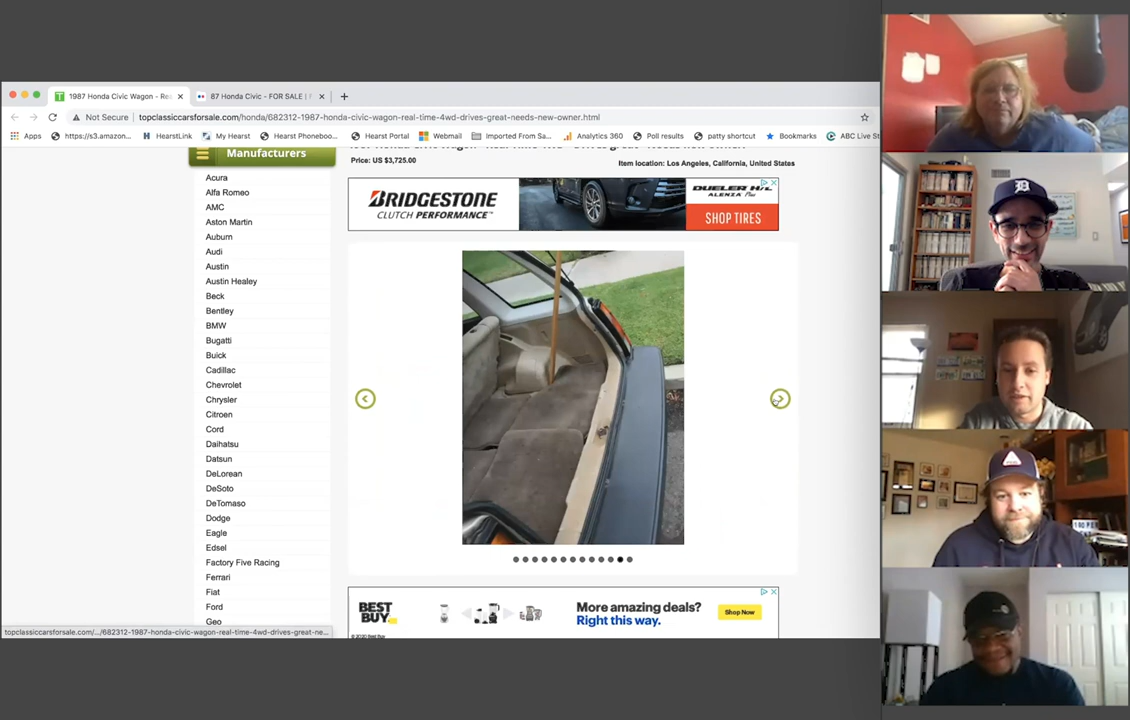 1987 Honda Civic Wagon - Re
87 Honda Civic - FOR SALE |
Not Secure
topclassiccarsforsale.com/honda/682312-1987-honda-civic-wagon-real-time-4wd-drives-great-needs-new-owner.html
Apps
https://s3.amazon...
HearstLink
My Hearst
Hearst Phoneboo...
Hearst Portal
Webmail
Imported From Sa...
Analytics 360
Poll results
patty shortcut
Bookmarks
ABC Live St
Manufacturers
Price: US $3,725.00
Item location: Los Angeles, California, United States
BRIDGESTONE
CLUTCH PERFORMANCE™
DUELER H/L
ALENZA Plus
SHOP TIRES
Acura
Alfa Romeo
AMC
Aston Martin
Auburn
Audi
Austin
Austin Healey
Beck
Bentley
BMW
Bugatti
Buick
Cadillac
Chevrolet
Chrysler
Citroen
Cord
Daihatsu
Datsun
DeLorean
DeSoto
DeTomaso
Dodge
Eagle
Edsel
Factory Five Racing
Ferrari
Fiat
Ford
Geo
BEST
BUY
More amazing deals?
Right this way.
Shop Now
© 2020 Best Buy
topclassiccarsforsale.com/.../682312-1987-honda-civic-wagon-real-time-4wd-drives-great-ne...
D